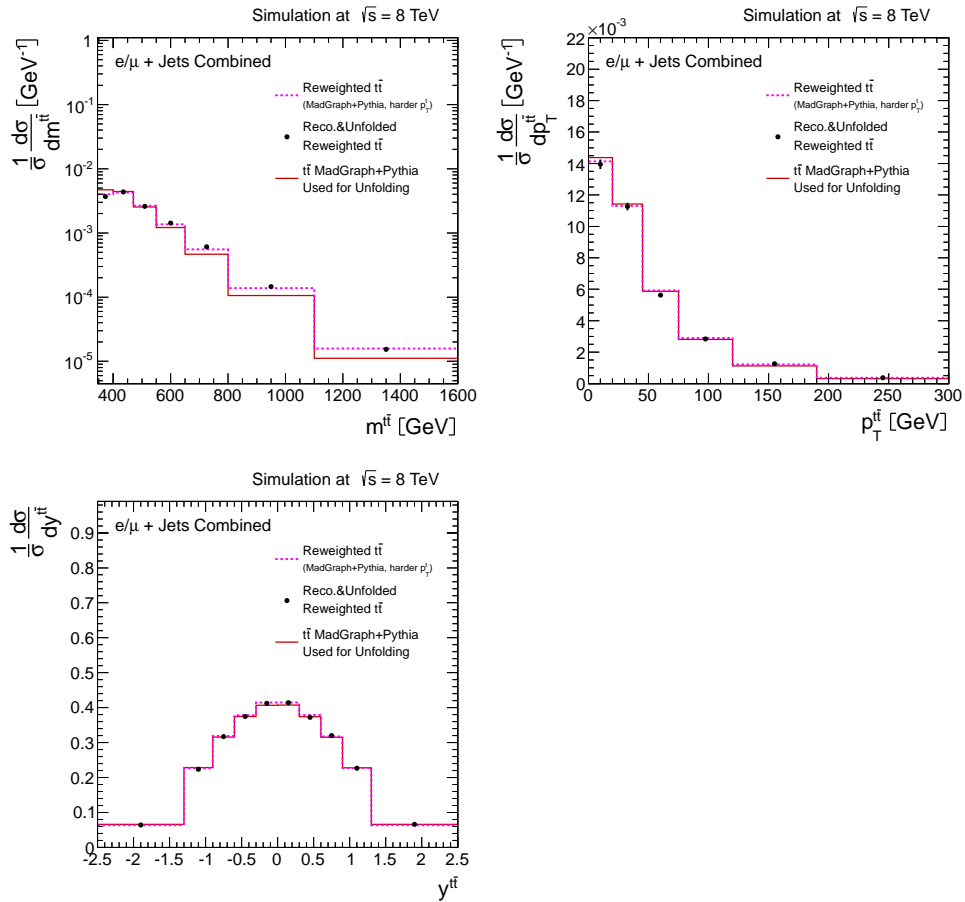 Simulation at √s = 8 TeV
e/μ + Jets Combined
1/σ dσ/dm^{tt̄} [GeV⁻¹]
1
10⁻¹
10⁻²
10⁻³
10⁻⁴
10⁻⁵
Reweighted tt̄
(MadGraph+Pythia, harder p_T^t)
Reco.&Unfolded
Reweighted tt̄
tt̄ MadGraph+Pythia
Used for Unfolding
400 600 800 1000 1200 1400 1600
m^{tt̄} [GeV]
Simulation at √s = 8 TeV
×10⁻³
e/μ + Jets Combined
1/σ dσ/dp_T^{tt̄} [GeV⁻¹]
22
20
18
16
14
12
10
8
6
4
2
0
Reweighted tt̄
(MadGraph+Pythia, harder p_T^t)
Reco.&Unfolded
Reweighted tt̄
tt̄ MadGraph+Pythia
Used for Unfolding
0 50 100 150 200 250 300
p_T^{tt̄} [GeV]
Simulation at √s = 8 TeV
e/μ + Jets Combined
1/σ dσ/dy^{tt̄}
0.9
0.8
0.7
0.6
0.5
0.4
0.3
0.2
0.1
0
Reweighted tt̄
(MadGraph+Pythia, harder p_T^t)
Reco.&Unfolded
Reweighted tt̄
tt̄ MadGraph+Pythia
Used for Unfolding
-2.5 -2 -1.5 -1 -0.5 0 0.5 1 1.5 2 2.5
y^{tt̄}